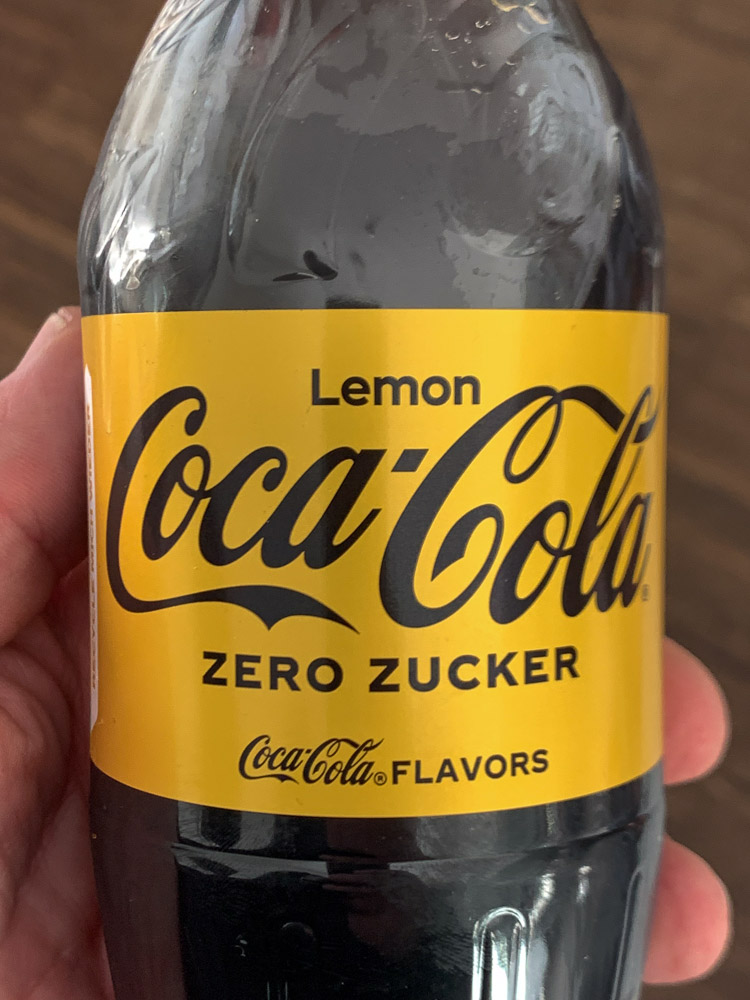 Lemon
Coca-Cola®
ZERO ZUCKER
Coca-Cola® FLAVORS